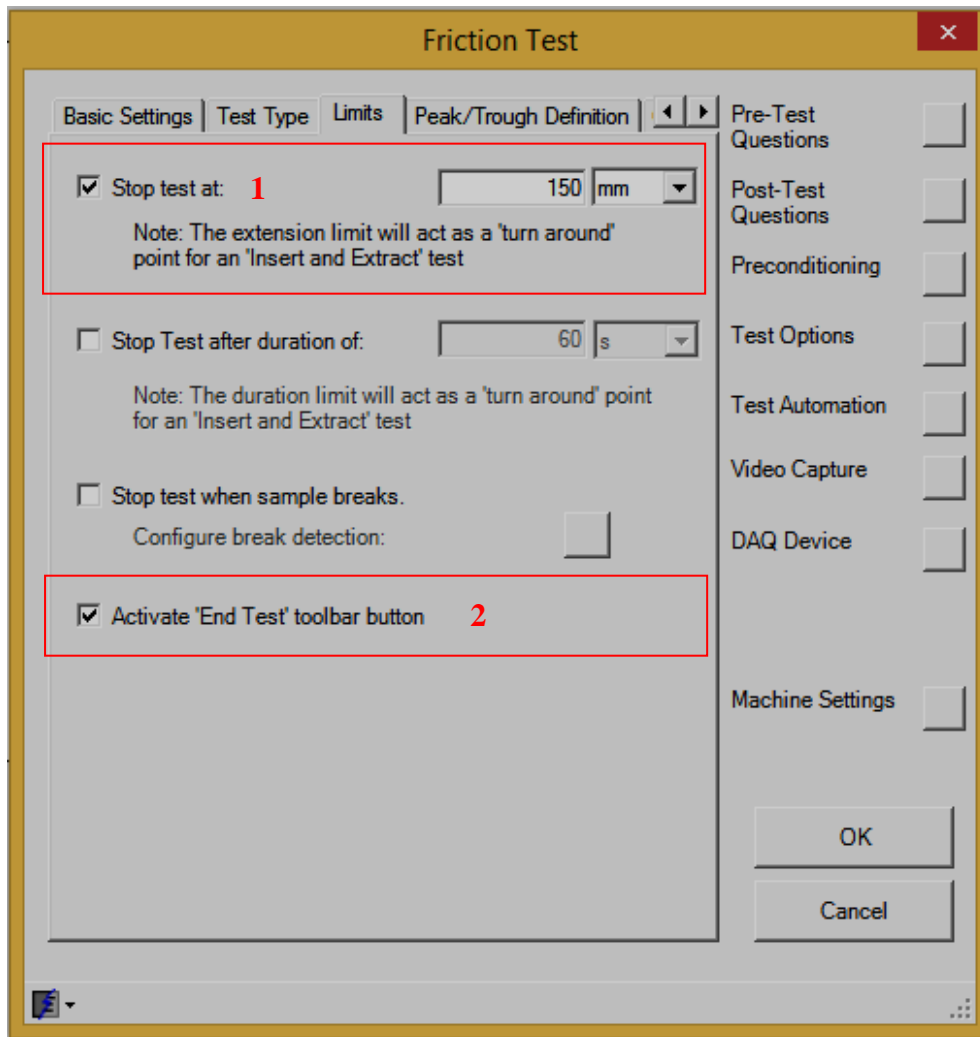 Friction Test
Basic Settings
Test Type
Limits
Peak/Trough Definition
Stop test at:
1
150
mm
Note: The extension limit will act as a 'turn around'
point for an 'Insert and Extract' test
Stop Test after duration of:
60
s
Note: The duration limit will act as a 'turn around' point
for an 'Insert and Extract' test
Stop test when sample breaks.
Configure break detection:
Activate 'End Test' toolbar button
2
Pre-Test
Questions
Post-Test
Questions
Preconditioning
Test Options
Test Automation
Video Capture
DAQ Device
Machine Settings
OK
Cancel